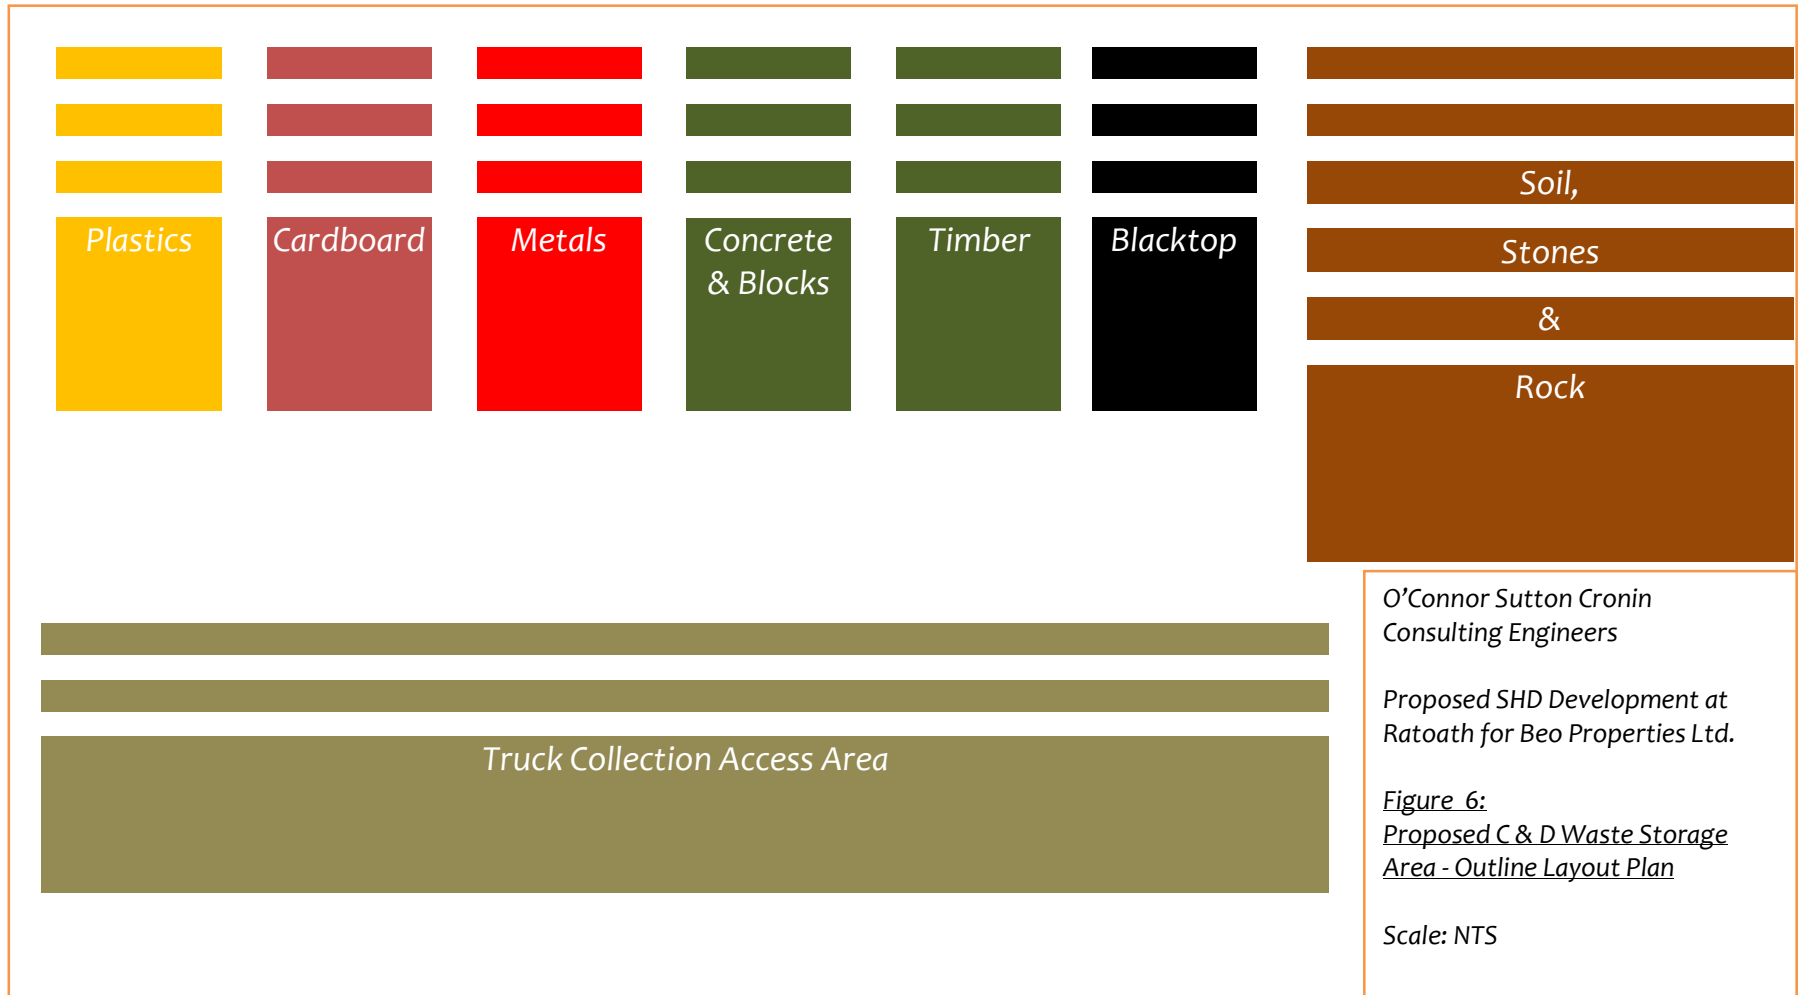 Plastics
Cardboard
Metals
Concrete
& Blocks
Timber
Blacktop
Soil,
Stones
&
Rock
Truck Collection Access Area
O’Connor Sutton Cronin
Consulting Engineers
Proposed SHD Development at
Ratoath for Beo Properties Ltd.
Figure 6:
Proposed C & D Waste Storage
Area - Outline Layout Plan
Scale: NTS